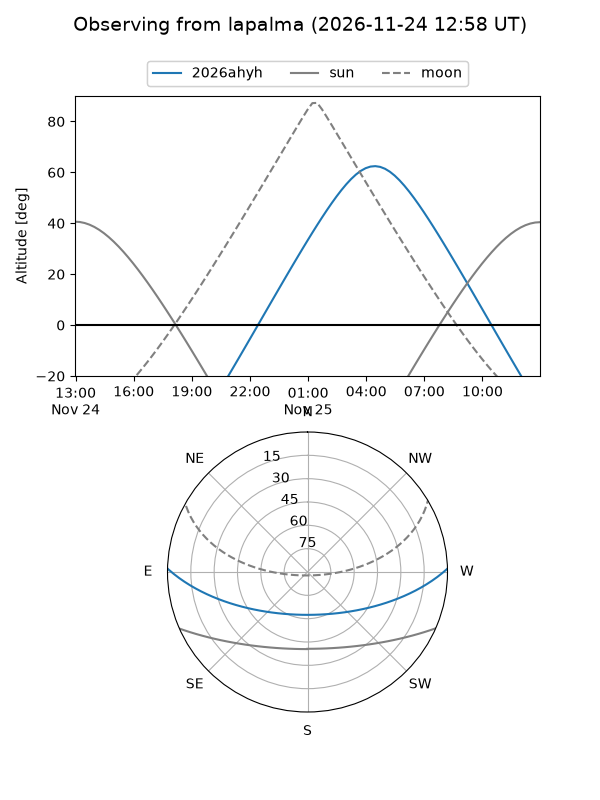 Observing from lapalma (2026-11-24 12:58 UT)
2026ahyh sun moon
Altitude [deg]
80
60
40
20
0
−20
13:00 16:00 19:00 22:00 01:00 04:00 07:00 10:00
Nov 24 Nov 25
N
NE NW
15
30
45
60
75
E W
SE SW
S